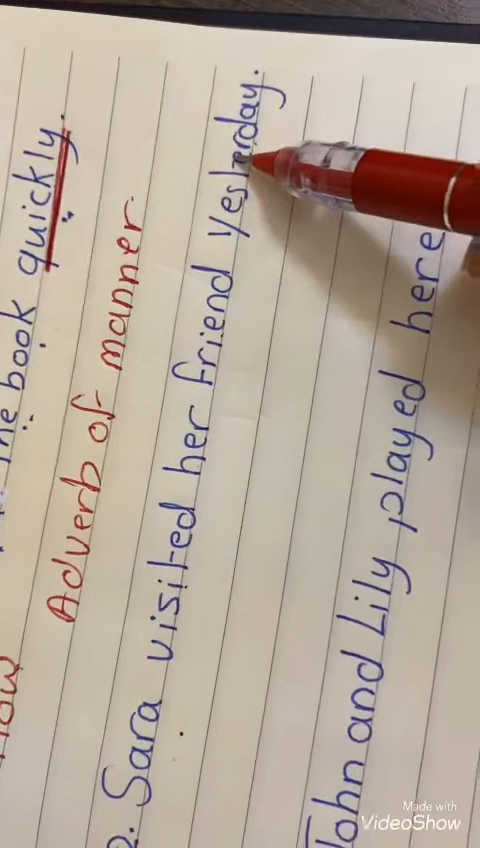 the book quickly.
How
Adverb of manner
2. Sara visited her friend yesterday.
John and Lily played here
Made with
VideoShow